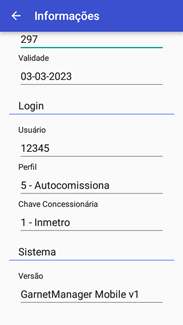 Informações
297
Validade
03-03-2023
Login
Usuário
12345
Perfil
5 - Autocomissiona
Chave Concessionária
1 - Inmetro
Sistema
Versão
GarnetManager Mobile v1